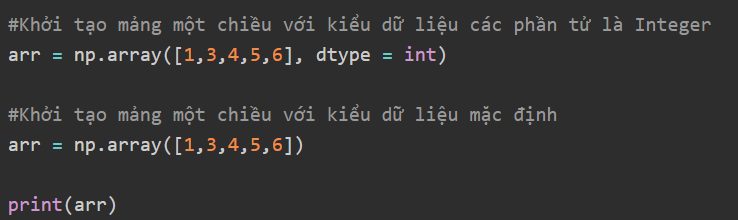 #Khởi tạo mảng một chiều với kiểu dữ liệu các phần tử là Integer
arr = np.array([1,3,4,5,6], dtype = int)
#Khởi tạo mảng một chiều với kiểu dữ liệu mặc định
arr = np.array([1,3,4,5,6])
print(arr)